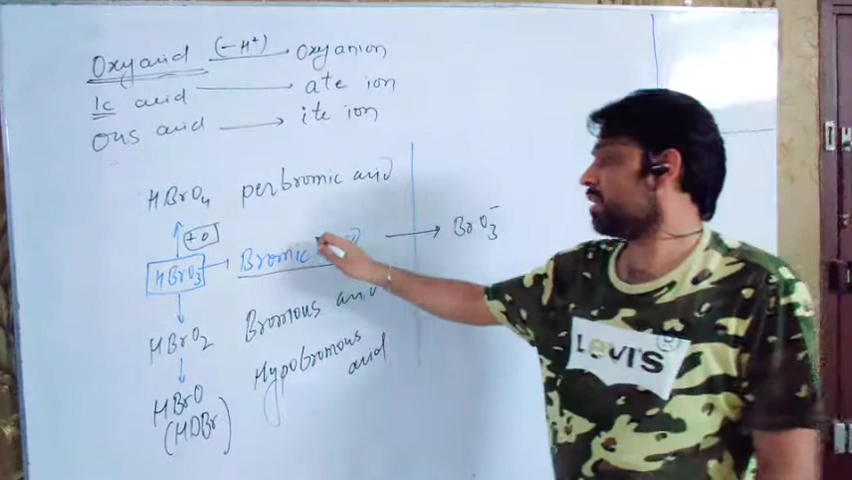 Oxyacid (-H⁺) Oxyanion
Ic acid ate ion
Ous acid ite ion
HBrO₄ perbromic acid
+O
HBrO₃ Bromic BrO₃⁻
HBrO₂ Bromous acid
HBrO Hypobromous acid
(HOBr)
Levi's ®